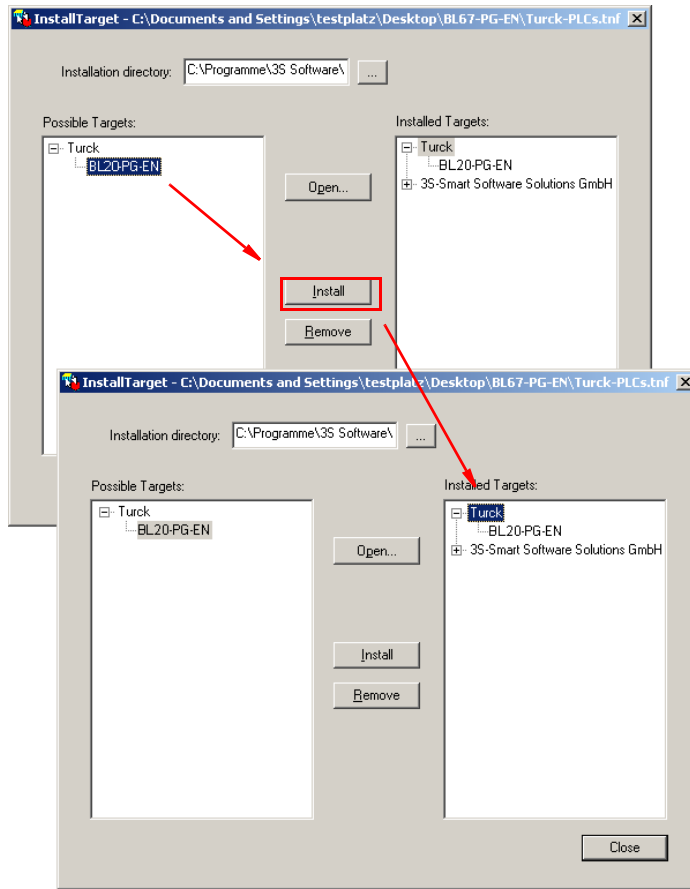 InstallTarget - C:\Documents and Settings\testplatz\Desktop\BL67-PG-EN\Turck-PLCs.tnf
Installation directory: C:\Programme\3S Software\ ...
Possible Targets:
Turck
BL20-PG-EN
Open...
Install
Remove
Installed Targets:
Turck
BL20-PG-EN
3S-Smart Software Solutions GmbH
InstallTarget - C:\Documents and Settings\testplatz\Desktop\BL67-PG-EN\Turck-PLCs.tnf
Installation directory: C:\Programme\3S Software\ ...
Possible Targets:
Turck
BL20-PG-EN
Open...
Install
Remove
Installed Targets:
Turck
BL20-PG-EN
3S-Smart Software Solutions GmbH
Close